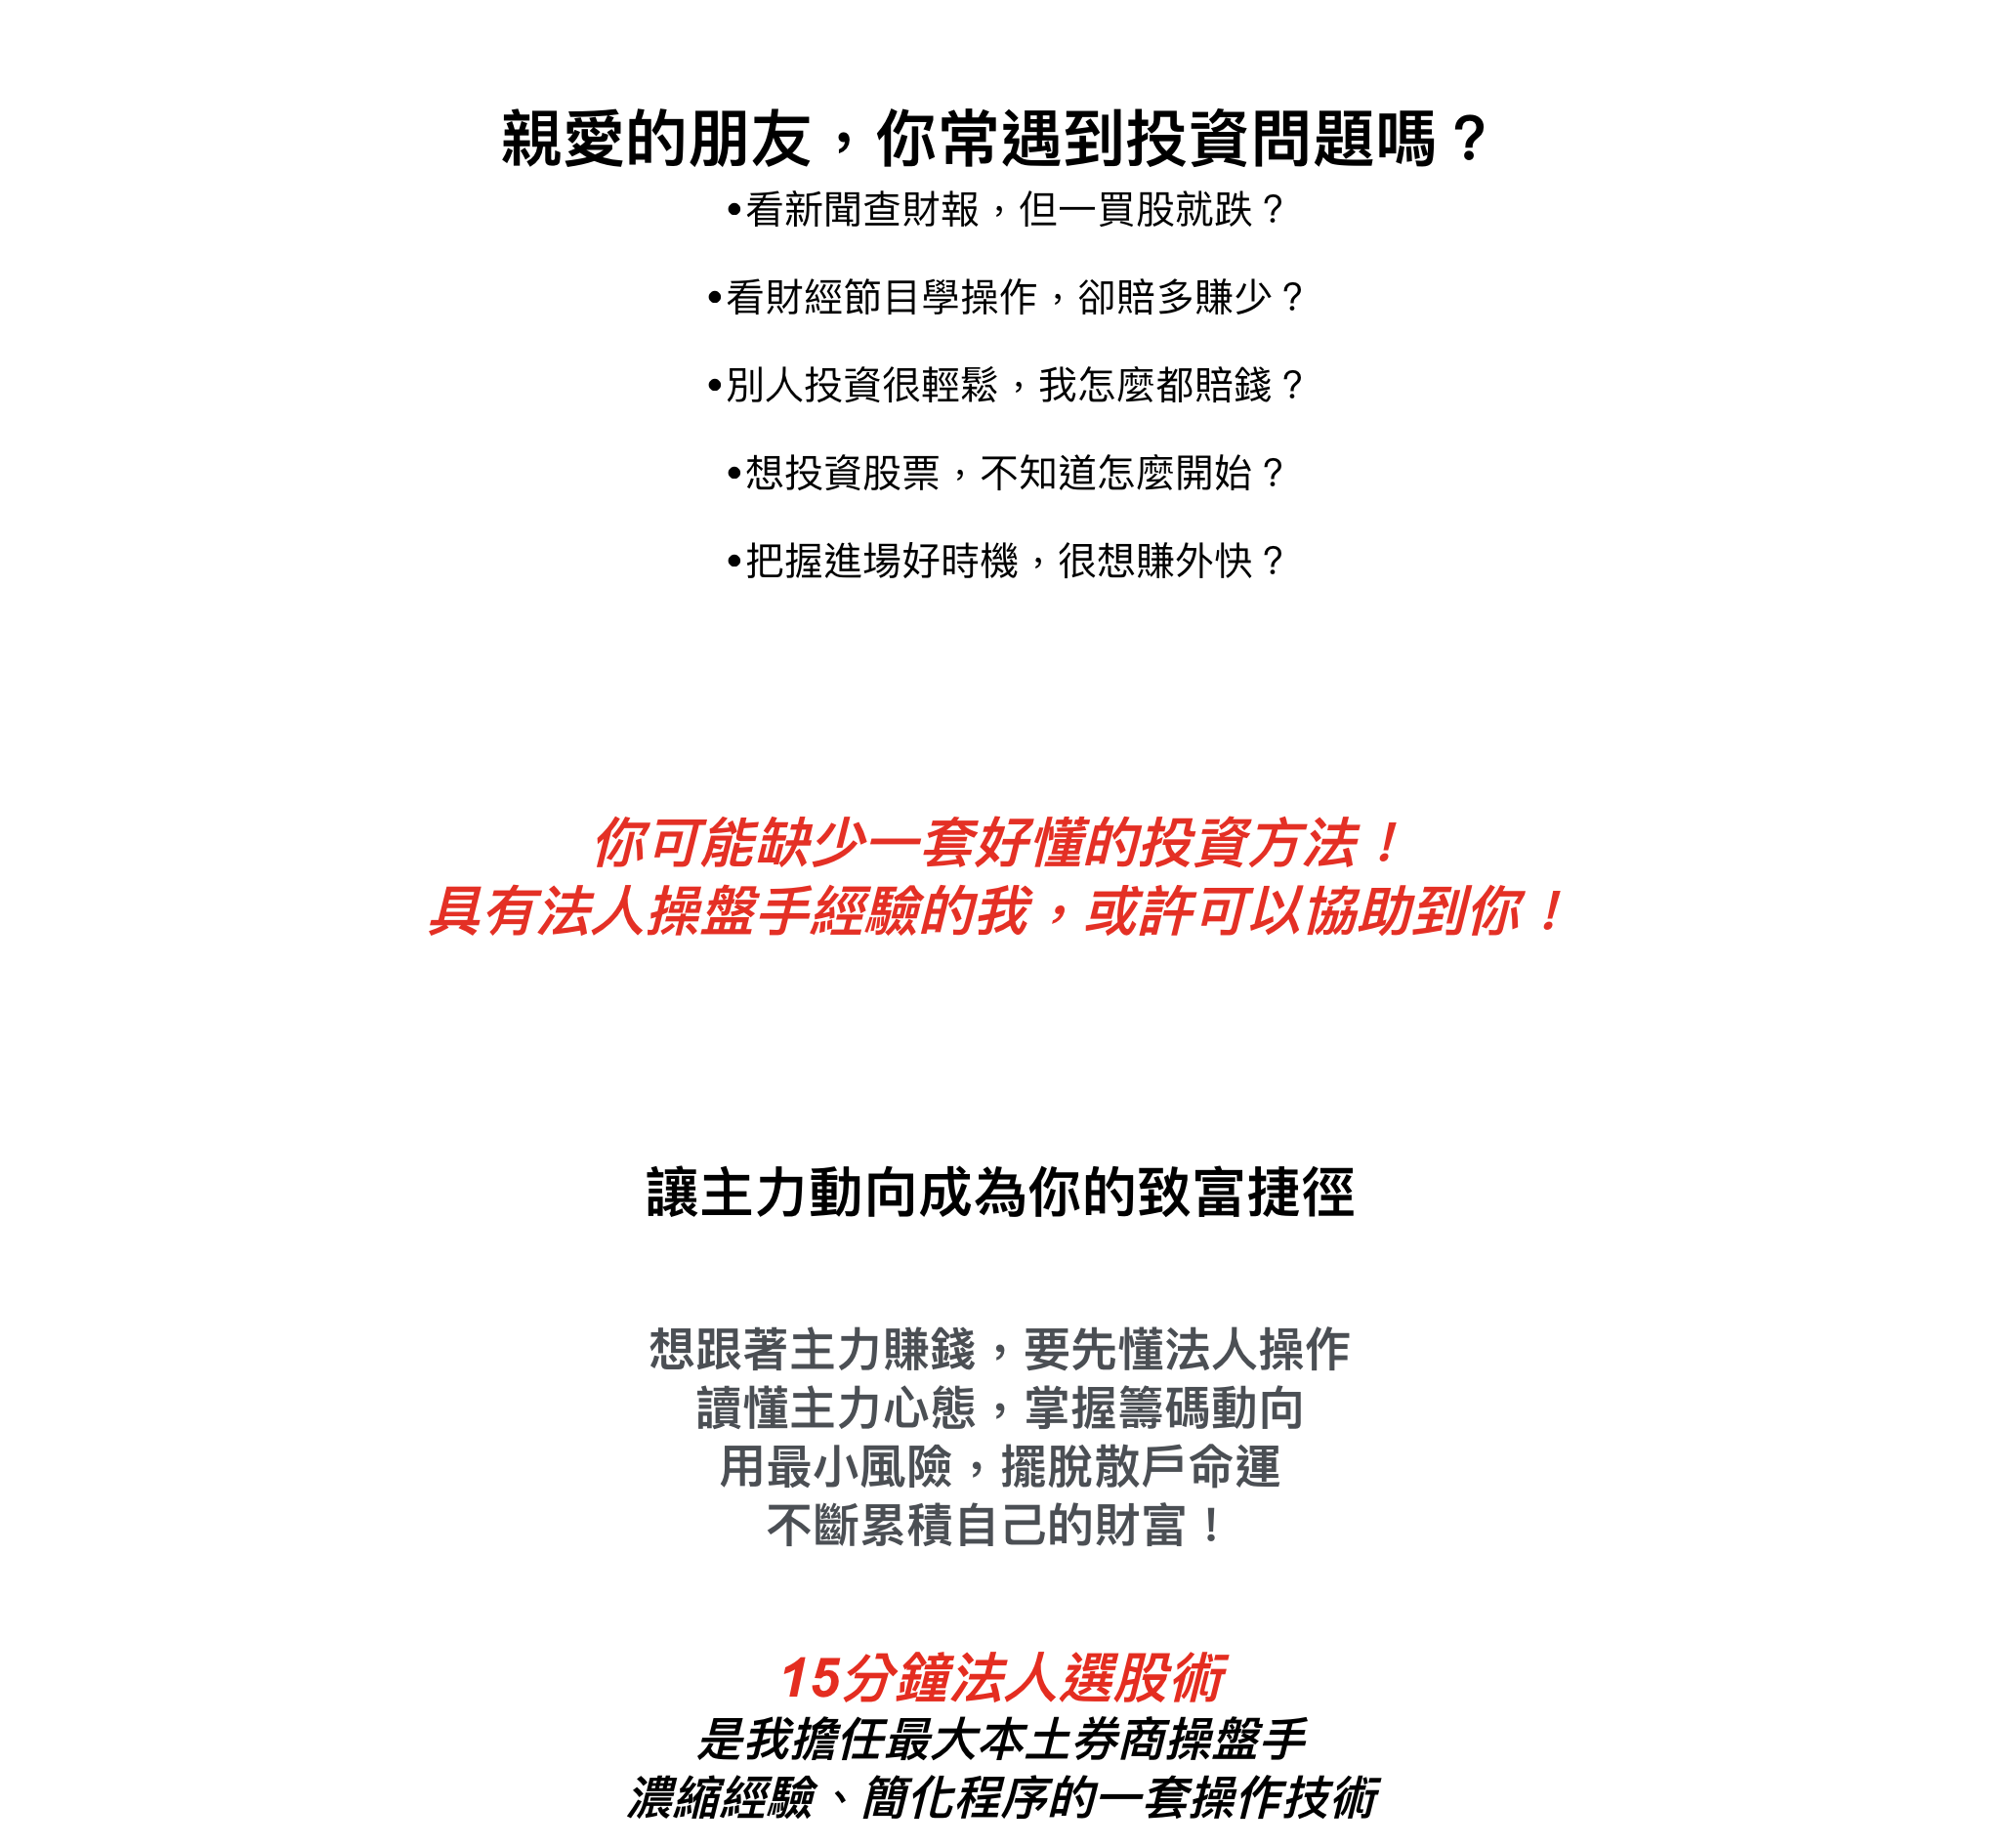 親愛的朋友，你常遇到投資問題嗎？
•看新聞查財報，但一買股就跌？
•看財經節目學操作，卻賠多賺少？
•別人投資很輕鬆，我怎麼都賠錢？
•想投資股票，不知道怎麼開始？
•把握進場好時機，很想賺外快？
你可能缺少一套好懂的投資方法！
具有法人操盤手經驗的我，或許可以協助到你！
讓主力動向成為你的致富捷徑
想跟著主力賺錢，要先懂法人操作
讀懂主力心態，掌握籌碼動向
用最小風險，擺脫散戶命運
不斷累積自己的財富！
15分鐘法人選股術
是我擔任最大本土券商操盤手
濃縮經驗、簡化程序的一套操作技術